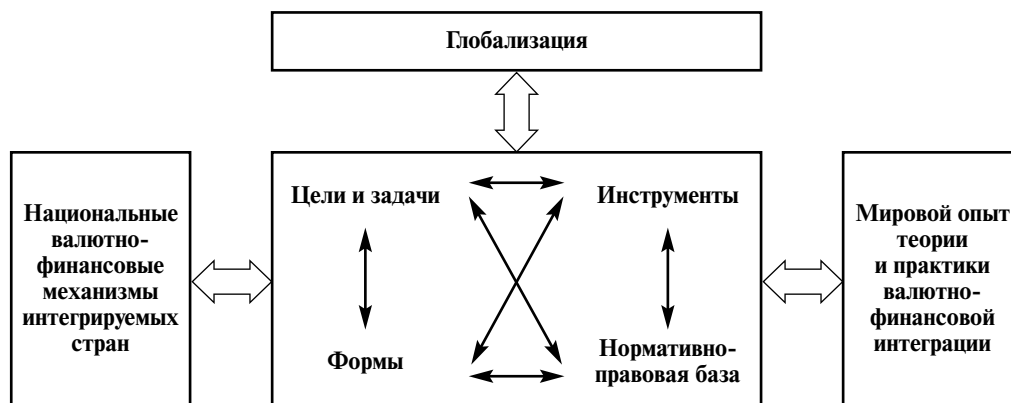 Глобализация
Национальные
валютно-
финансовые
механизмы
интегрируемых
стран
Цели и задачи
Инструменты
Формы
Нормативно-
правовая база
Мировой опыт
теории
и практики
валютно-
финансовой
интеграции